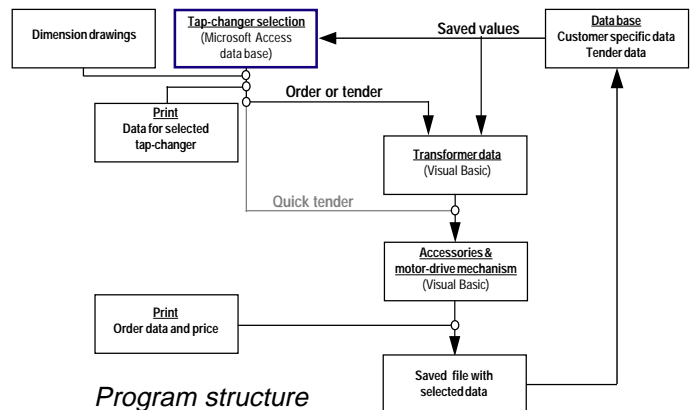 Dimension drawings
Tap-changer selection
(Microsoft Access
data base)
Saved values
Data base
Customer specific data
Tender data
Order or tender
Print
Data for selected
tap-changer
Transformer data
(Visual Basic)
Quick tender
Accessories &
motor-drive mechanism
(Visual Basic)
Print
Order data and price
Saved file with
selected data
Program structure